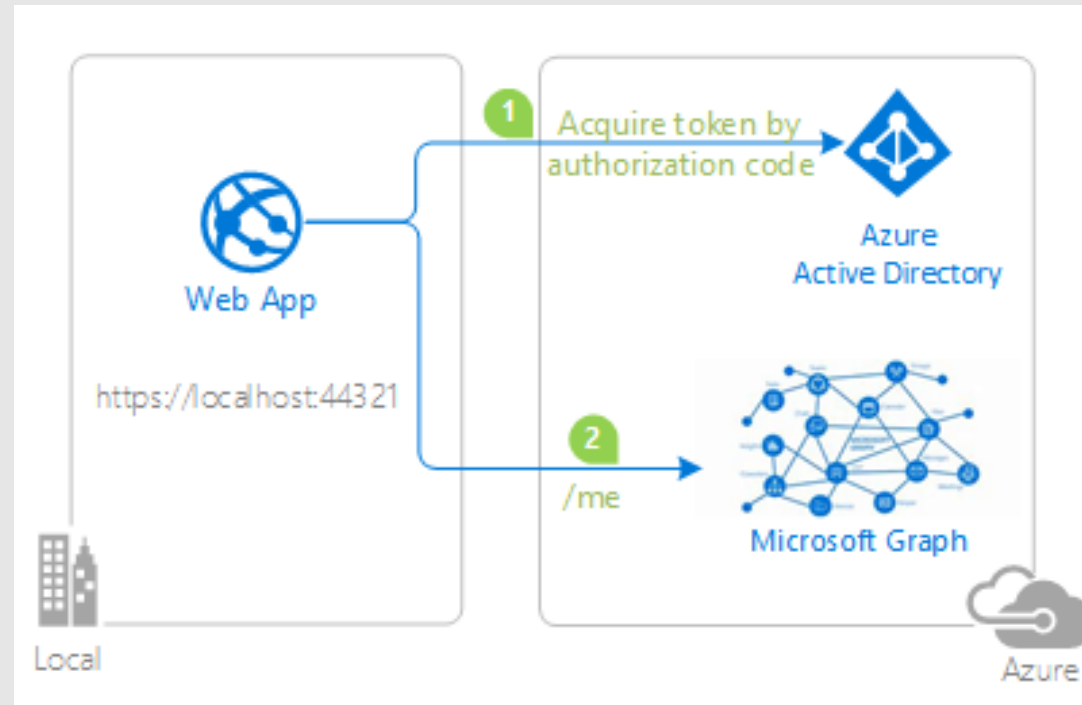 1
Acquire token by
authorization code
Azure
Active Directory
Web App
https://localhost:44321
2
/me
Microsoft Graph
Local
Azure